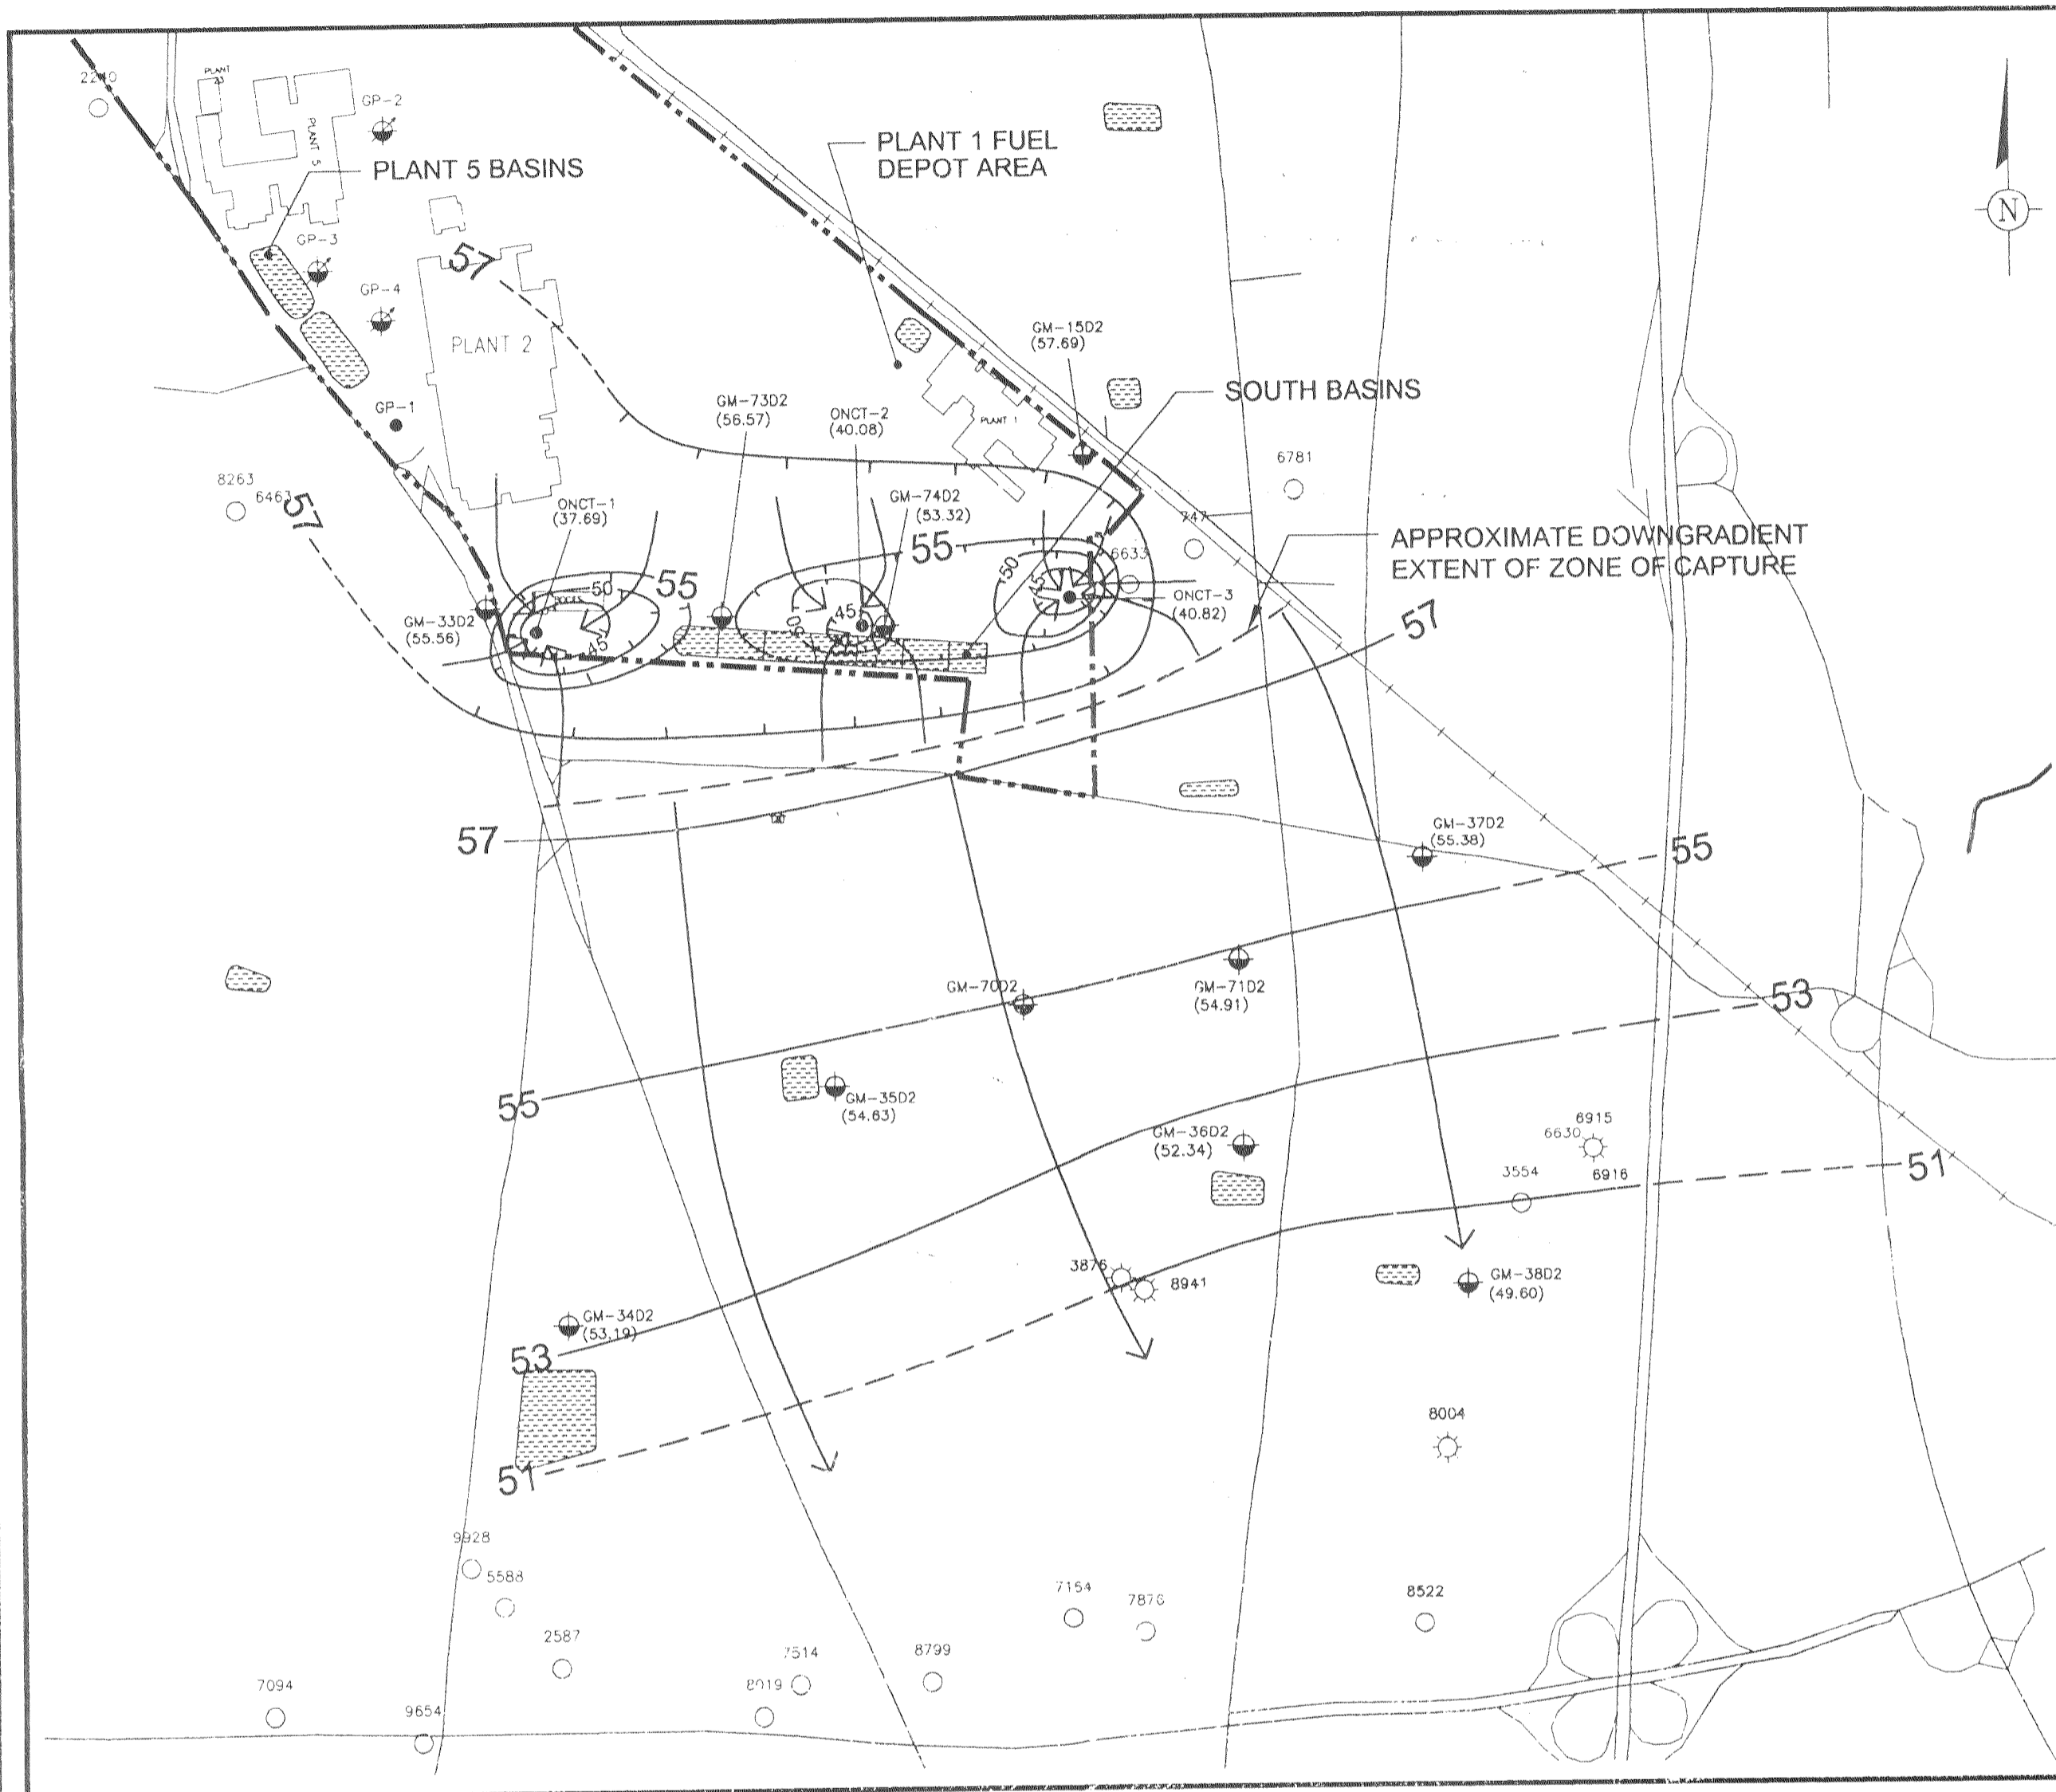 2240
PLANT
GP-2
PLANT 5
PLANT 5 BASINS
PLANT 1 FUEL
DEPOT AREA
N
GP-3
57
GP-4
PLANT 2
GM-15D2
(57.69)
SOUTH BASINS
GP-1
GM-73D2
(56.57)
ONCT-2
(40.08)
PLANT 1
8263
6463
57
6781
ONCT-1
(37.69)
GM-74D2
(53.32)
747
55
APPROXIMATE DOWNGRADIENT
EXTENT OF ZONE OF CAPTURE
6633
50
55
50
45
ONCT-3
(40.82)
GM-33D2
(55.56)
45
50
45
57
57
GM-37D2
(55.38)
55
GM-70D2
GM-71D2
(54.91)
53
55
GM-35D2
(54.63)
GM-36D2
(52.34)
6915
6630
6916
3554
51
3876
8941
GM-38D2
(49.60)
GM-34D2
(53.19)
53
51
8004
9928
5588
2587
7154
7876
8522
7514
8799
7094
8019
9654